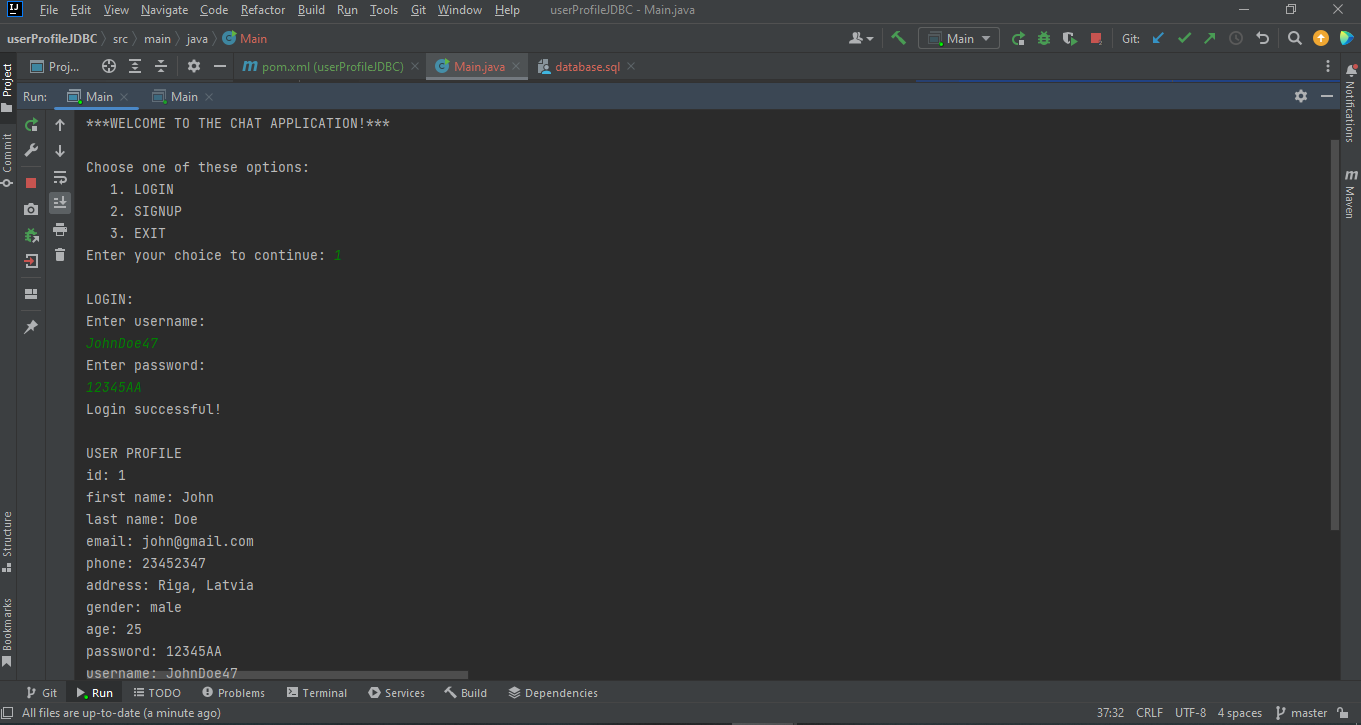 IJ File Edit View Navigate Code Refactor Build Run Tools Git Window Help userProfileJDBC - Main.java
userProfileJDBC src main java Main Main Git:
Project Proj... pom.xml (userProfileJDBC) Main.java database.sql
Run: Main Main
Commit
Structure
Bookmarks
Notifications
Maven
***WELCOME TO THE CHAT APPLICATION!***
Choose one of these options:
1. LOGIN
2. SIGNUP
3. EXIT
Enter your choice to continue: 1
LOGIN:
Enter username:
JohnDoe47
Enter password:
12345AA
Login successful!
USER PROFILE
id: 1
first name: John
last name: Doe
email: john@gmail.com
phone: 23452347
address: Riga, Latvia
gender: male
age: 25
password: 12345AA
username: JohnDoe47
Git Run TODO Problems Terminal Services Build Dependencies
All files are up-to-date (a minute ago) 37:32 CRLF UTF-8 4 spaces master